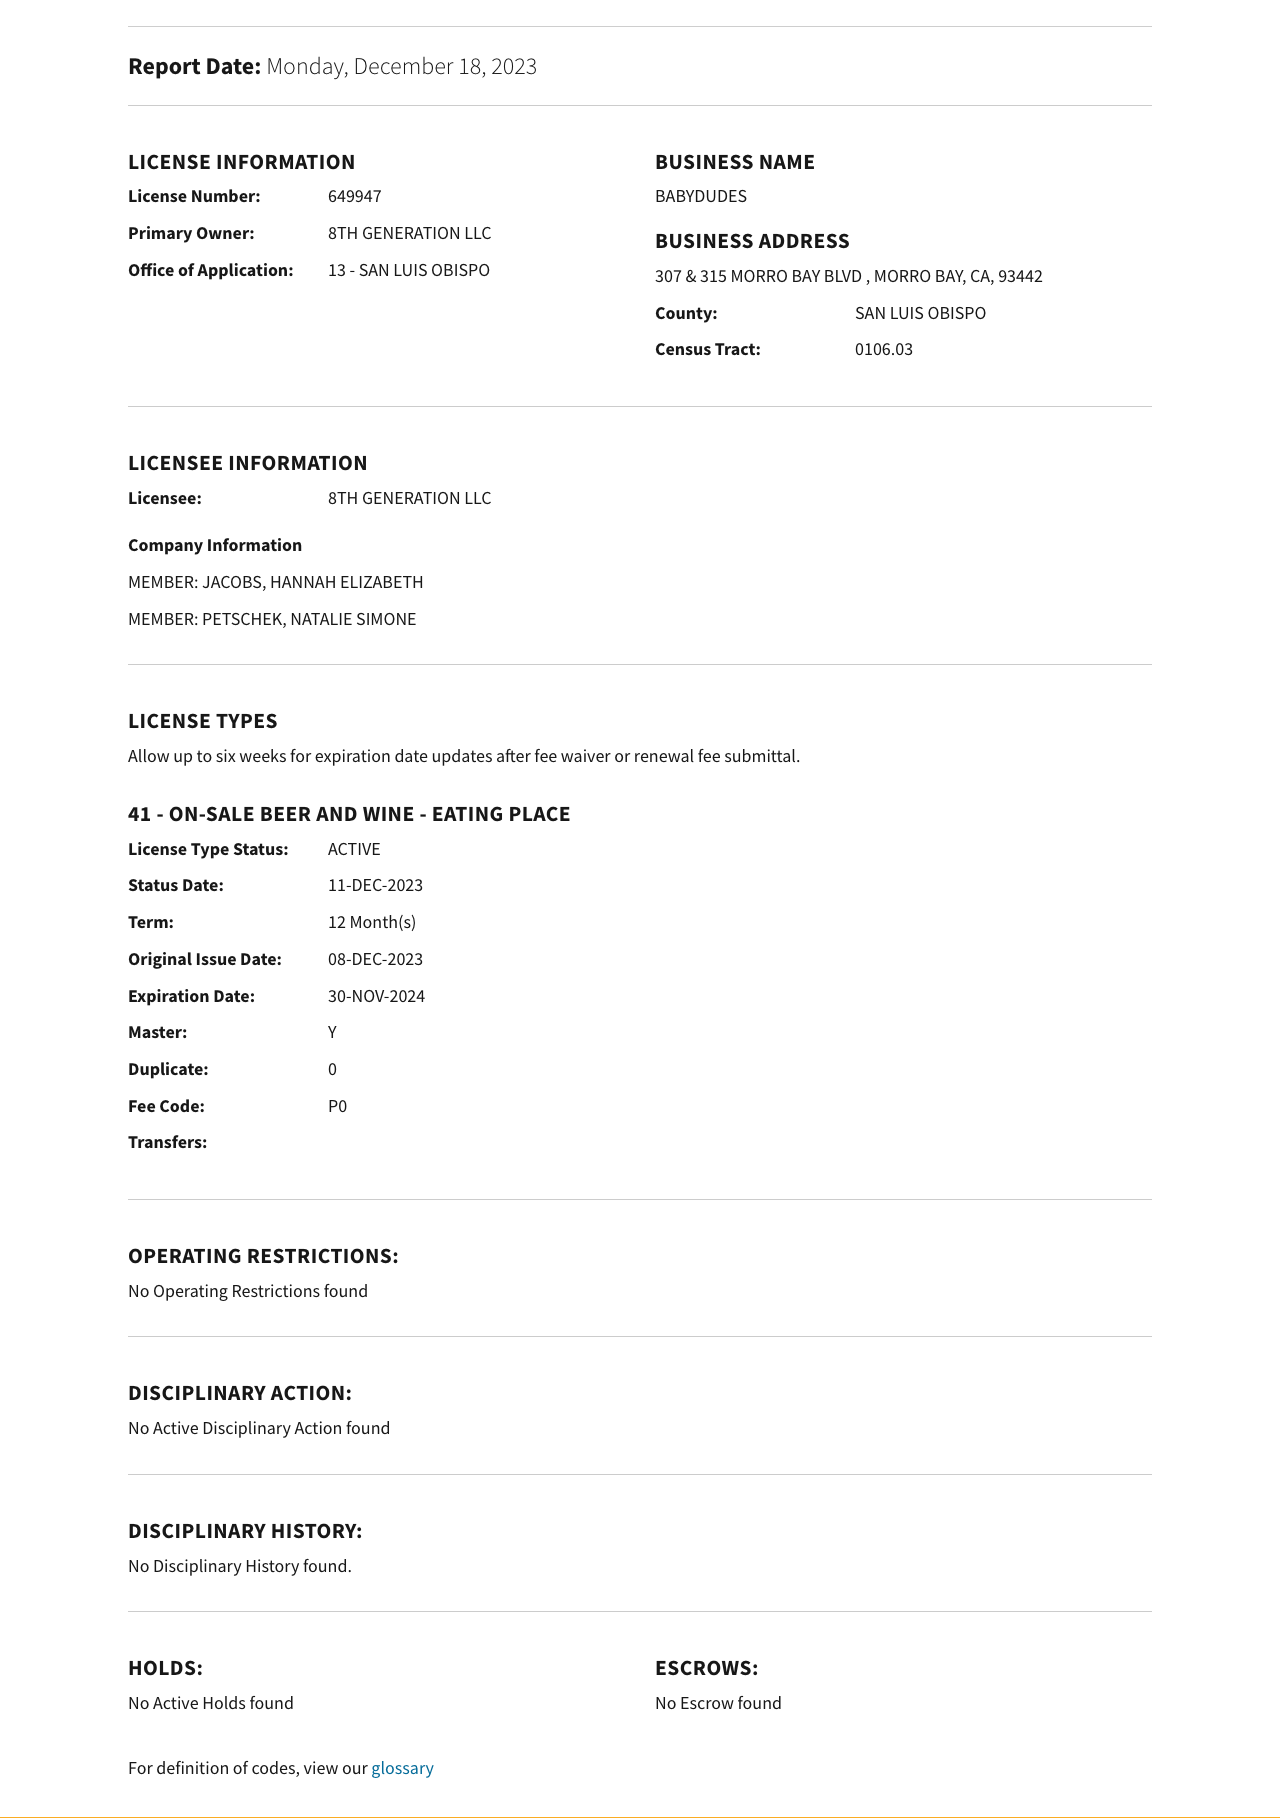 Report Date: Monday, December 18, 2023
LICENSE INFORMATION
License Number: 649947
Primary Owner: 8TH GENERATION LLC
Office of Application: 13 - SAN LUIS OBISPO
BUSINESS NAME
BABYDUDES
BUSINESS ADDRESS
307 & 315 MORRO BAY BLVD , MORRO BAY, CA, 93442
County: SAN LUIS OBISPO
Census Tract: 0106.03
LICENSEE INFORMATION
Licensee: 8TH GENERATION LLC
Company Information
MEMBER: JACOBS, HANNAH ELIZABETH
MEMBER: PETSCHEK, NATALIE SIMONE
LICENSE TYPES
Allow up to six weeks for expiration date updates after fee waiver or renewal fee submittal.
41 - ON-SALE BEER AND WINE - EATING PLACE
License Type Status: ACTIVE
Status Date: 11-DEC-2023
Term: 12 Month(s)
Original Issue Date: 08-DEC-2023
Expiration Date: 30-NOV-2024
Master: Y
Duplicate: 0
Fee Code: P0
Transfers:
OPERATING RESTRICTIONS:
No Operating Restrictions found
DISCIPLINARY ACTION:
No Active Disciplinary Action found
DISCIPLINARY HISTORY:
No Disciplinary History found.
HOLDS:
No Active Holds found
ESCROWS:
No Escrow found
For definition of codes, view our glossary